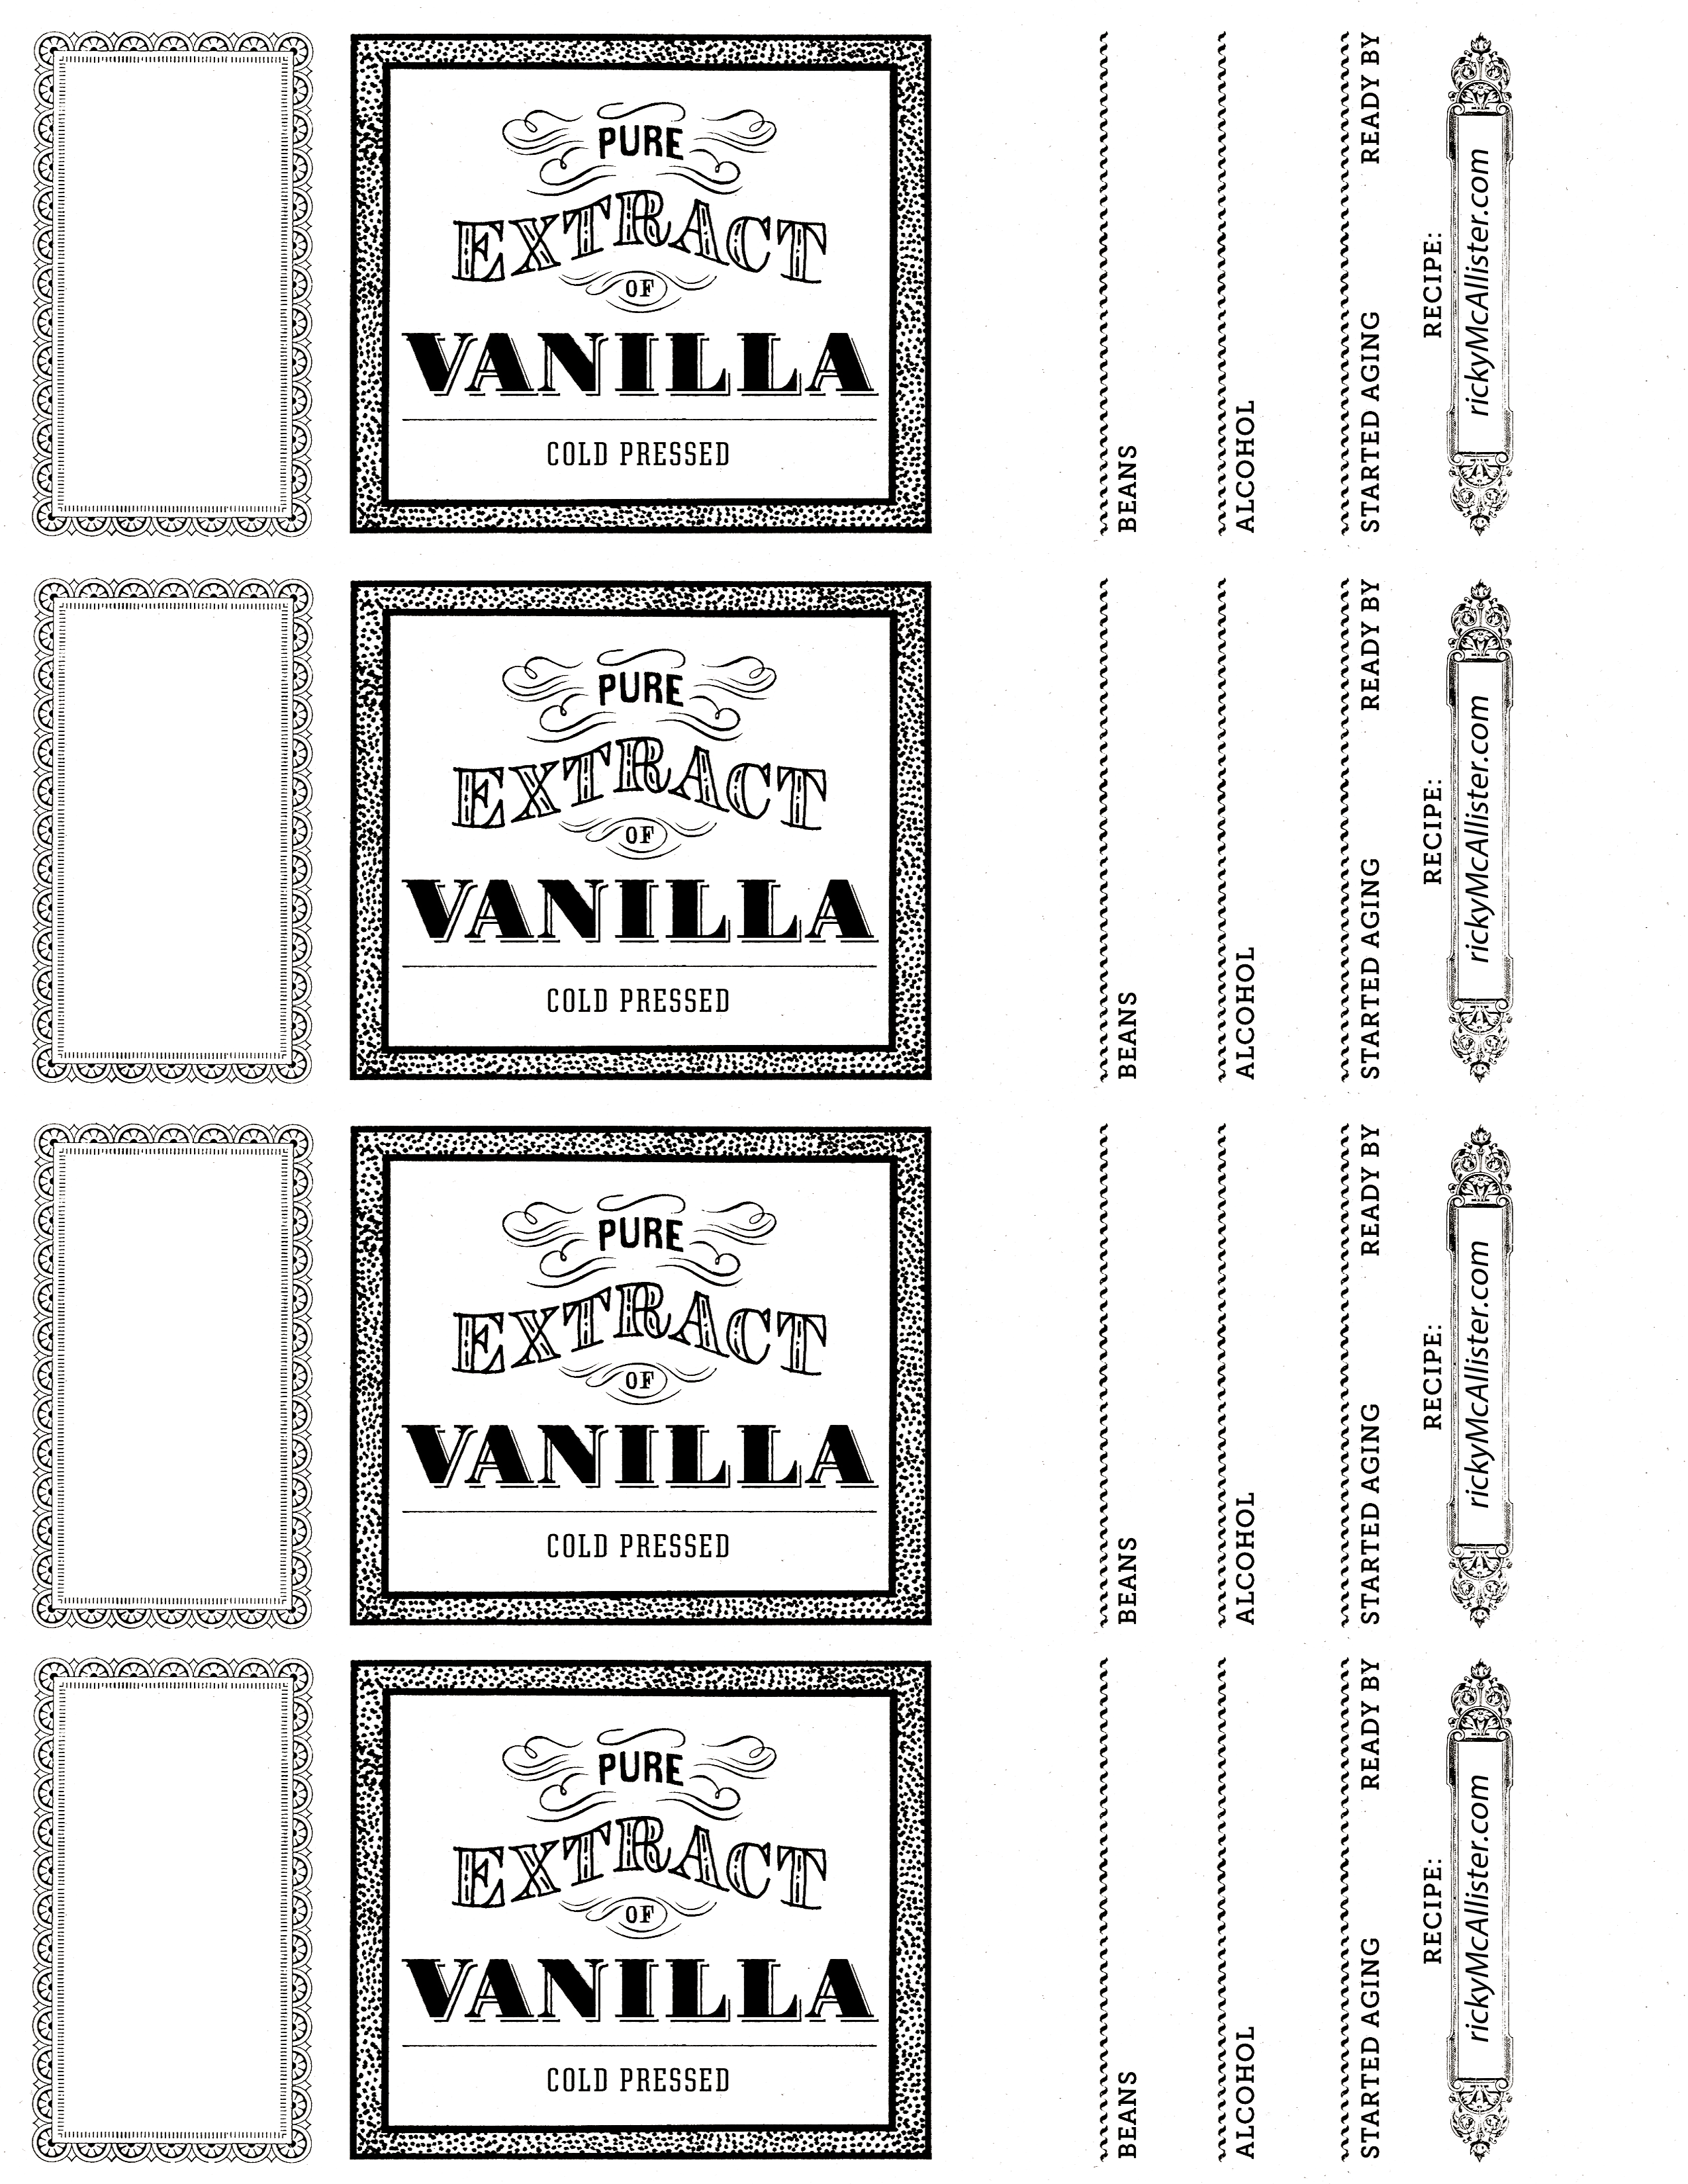 PURE
EXTRACT
OF
VANILLA
COLD PRESSED
BEANS
ALCOHOL
STARTED AGING READY BY
RECIPE:
rickyMcAllister.com
PURE
EXTRACT
OF
VANILLA
COLD PRESSED
BEANS
ALCOHOL
STARTED AGING READY BY
RECIPE:
rickyMcAllister.com
PURE
EXTRACT
OF
VANILLA
COLD PRESSED
BEANS
ALCOHOL
STARTED AGING READY BY
RECIPE:
rickyMcAllister.com
PURE
EXTRACT
OF
VANILLA
COLD PRESSED
BEANS
ALCOHOL
STARTED AGING READY BY
RECIPE:
rickyMcAllister.com